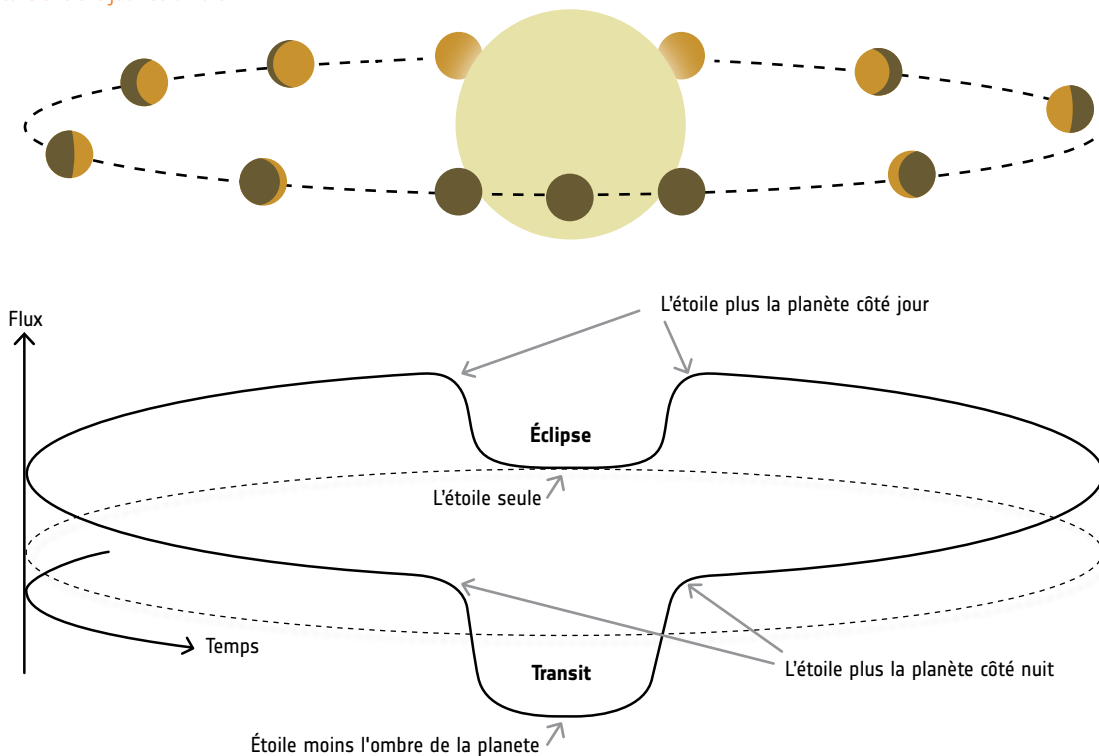 L'étoile plus la planète côté jour
Flux
Éclipse
L'étoile seule
Temps
Transit
L'étoile plus la planète côté nuit
Étoile moins l'ombre de la planete